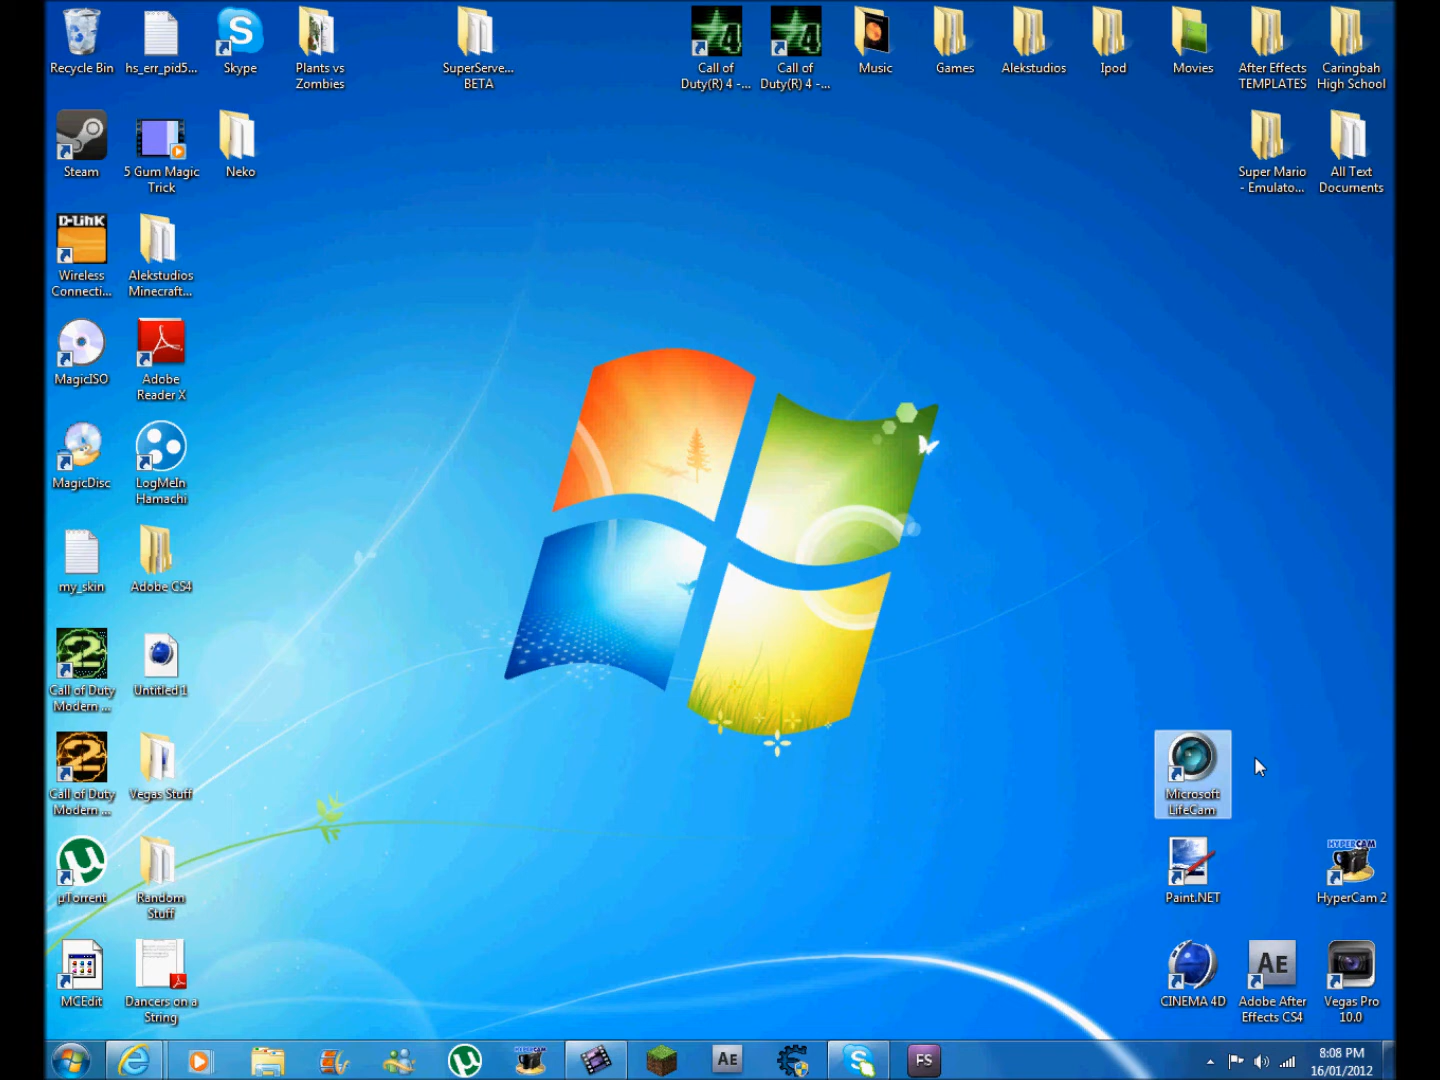 Recycle Bin
hs_err_pid5...
Skype
Plants vs
Zombies
SuperServe...
BETA
Call of
Duty(R) 4 -...
Call of
Duty(R) 4 -...
Music
Games
Alekstudios
Ipod
Movies
After Effects
TEMPLATES
Caringbah
High School
Steam
5 Gum Magic
Trick
Neko
Super Mario
- Emulato...
All Text
Documents
D-Link
Wireless
Connecti...
Alekstudios
Minecraft...
MagicISO
Adobe
Reader X
MagicDisc
LogMeIn
Hamachi
my_skin
Adobe CS4
2
Call of Duty
Modern ...
Untitled 1
2
Call of Duty
Modern ...
Vegas Stuff
Microsoft
LifeCam
µTorrent
Random
Stuff
Paint.NET
HYPERCAM
HyperCam 2
MCEdit
Dancers on a
String
CINEMA 4D
AE
Adobe After
Effects CS4
Vegas Pro
10.0
AE
FS
8:08 PM
16/01/2012